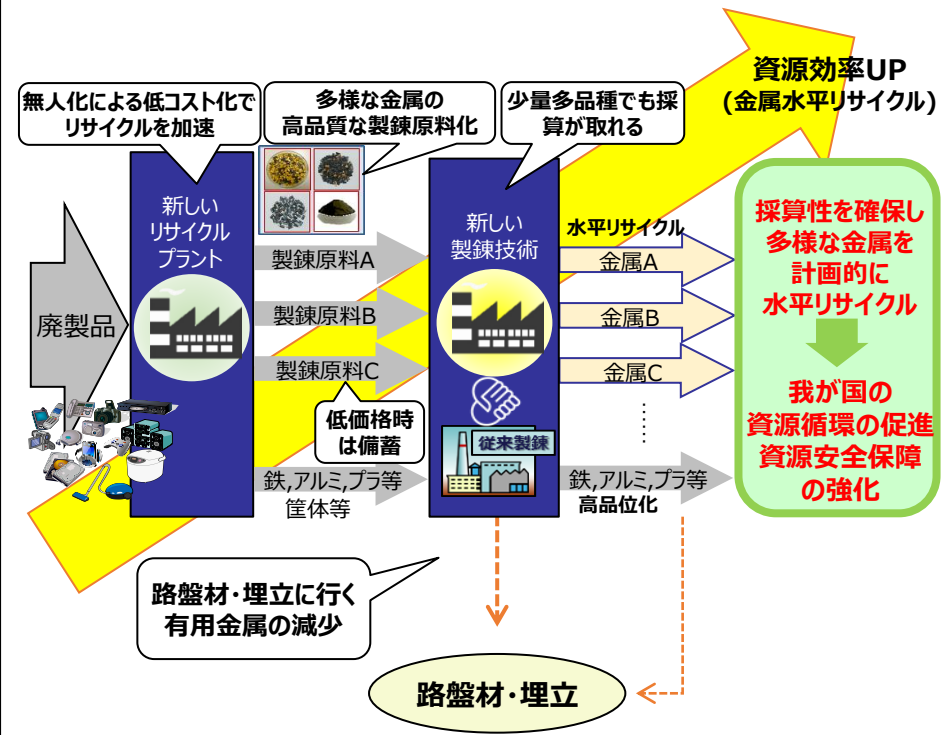 資源効率UP
(金属水平リサイクル)
無人化による低コスト化で
リサイクルを加速
多様な金属の
高品質な製錬原料化
少量多品種でも採
算が取れる
新しい
リサイクル
プラント
新しい
製錬技術
水平リサイクル
廃製品
製錬原料A
製錬原料B
製錬原料C
金属A
金属B
金属C
採算性を確保し
多様な金属を
計画的に
水平リサイクル
我が国の
資源循環の促進
資源安全保障
の強化
低価格時
は備蓄
従来製錬
鉄,アルミ,プラ等
筐体等
鉄,アルミ,プラ等
高品位化
路盤材・埋立に行く
有用金属の減少
路盤材・埋立